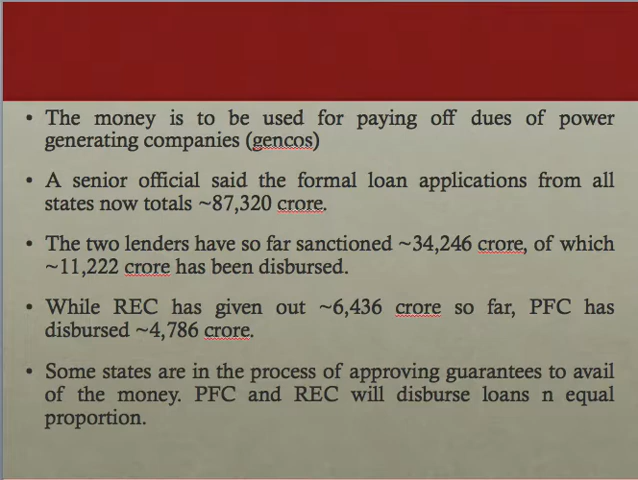 • The money is to be used for paying off dues of power
generating companies (gencos)
• A senior official said the formal loan applications from all
states now totals ~87,320 crore.
• The two lenders have so far sanctioned ~34,246 crore, of which
~11,222 crore has been disbursed.
• While REC has given out ~6,436 crore so far, PFC has
disbursed ~4,786 crore.
• Some states are in the process of approving guarantees to avail
of the money. PFC and REC will disburse loans n equal
proportion.